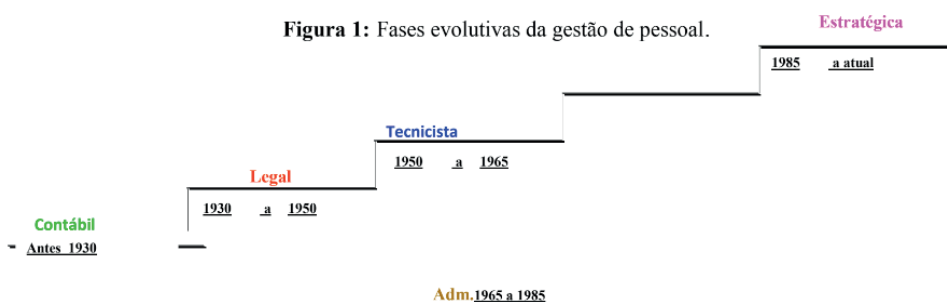 Figura 1: Fases evolutivas da gestão de pessoal.
Estratégica
1985 a atual
Tecnicista
1950 a 1965
Legal
1930 a 1950
Contábil
Antes 1930
Adm.1965 a 1985